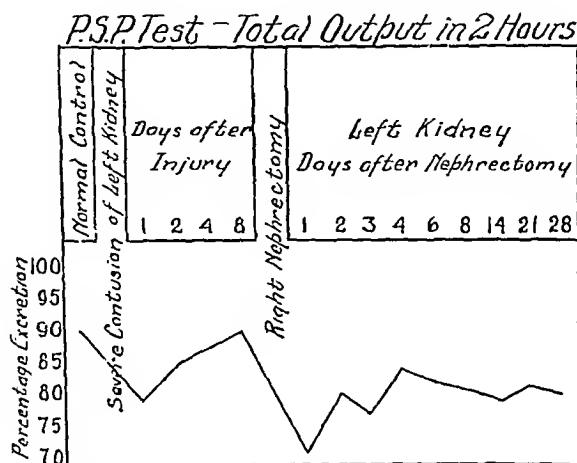 P.S.P. Test - Total Output in 2 Hours
Normal Control
Severe Contusion of Left Kidney
Days after
Injury
1 2 4 8
Right Nephrectomy
Left Kidney
Days after Nephrectomy
1 2 3 4 6 8 14 21 28
Percentage Excretion
100
95
90
85
80
75
70